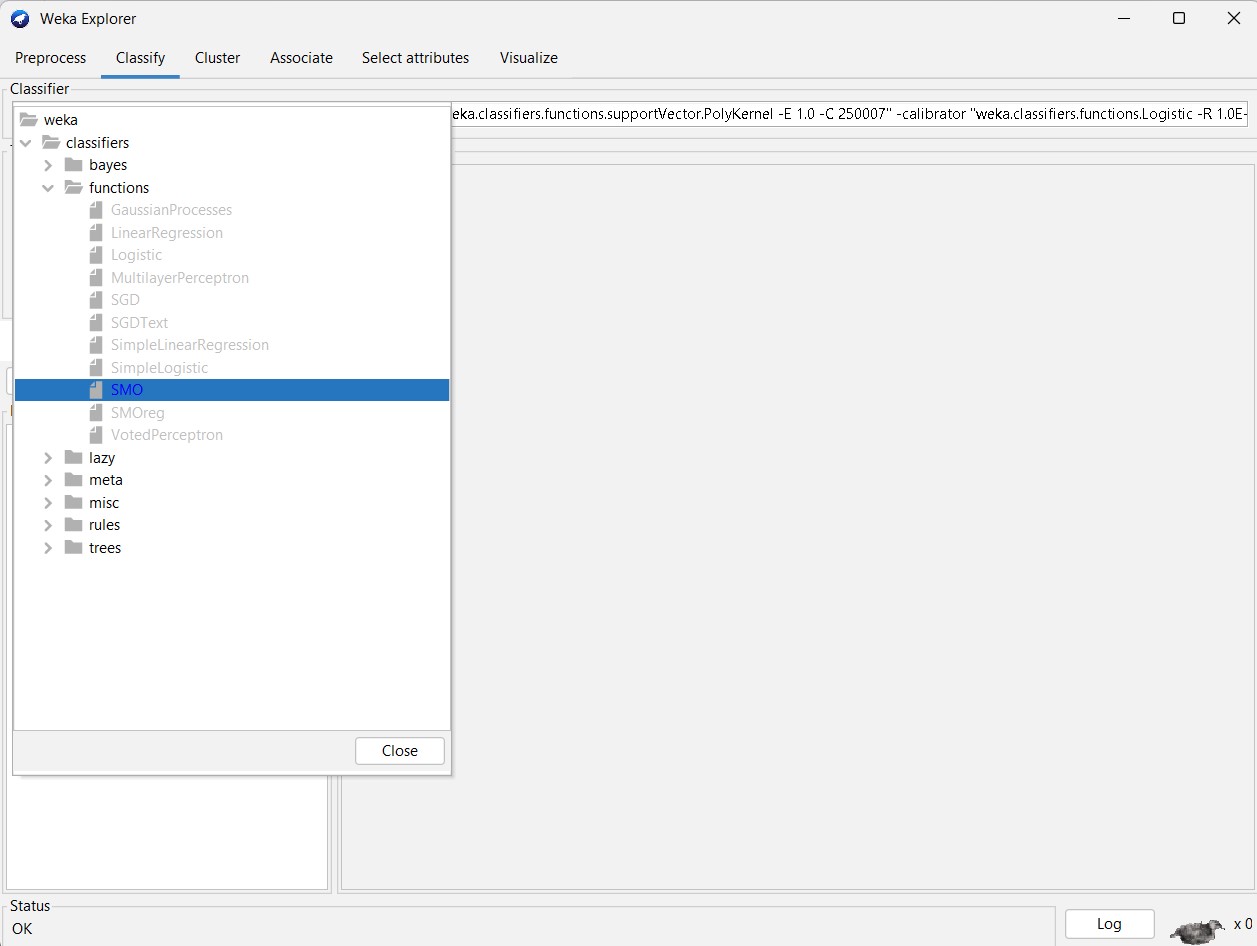 Weka Explorer
Preprocess Classify Cluster Associate Select attributes Visualize
Classifier
eka.classifiers.functions.supportVector.PolyKernel -E 1.0 -C 250007" -calibrator "weka.classifiers.functions.Logistic -R 1.0E-
weka
classifiers
bayes
functions
GaussianProcesses
LinearRegression
Logistic
MultilayerPerceptron
SGD
SGDText
SimpleLinearRegression
SimpleLogistic
SMO
SMOreg
VotedPerceptron
lazy
meta
misc
rules
trees
Close
Status
OK
Log
x 0